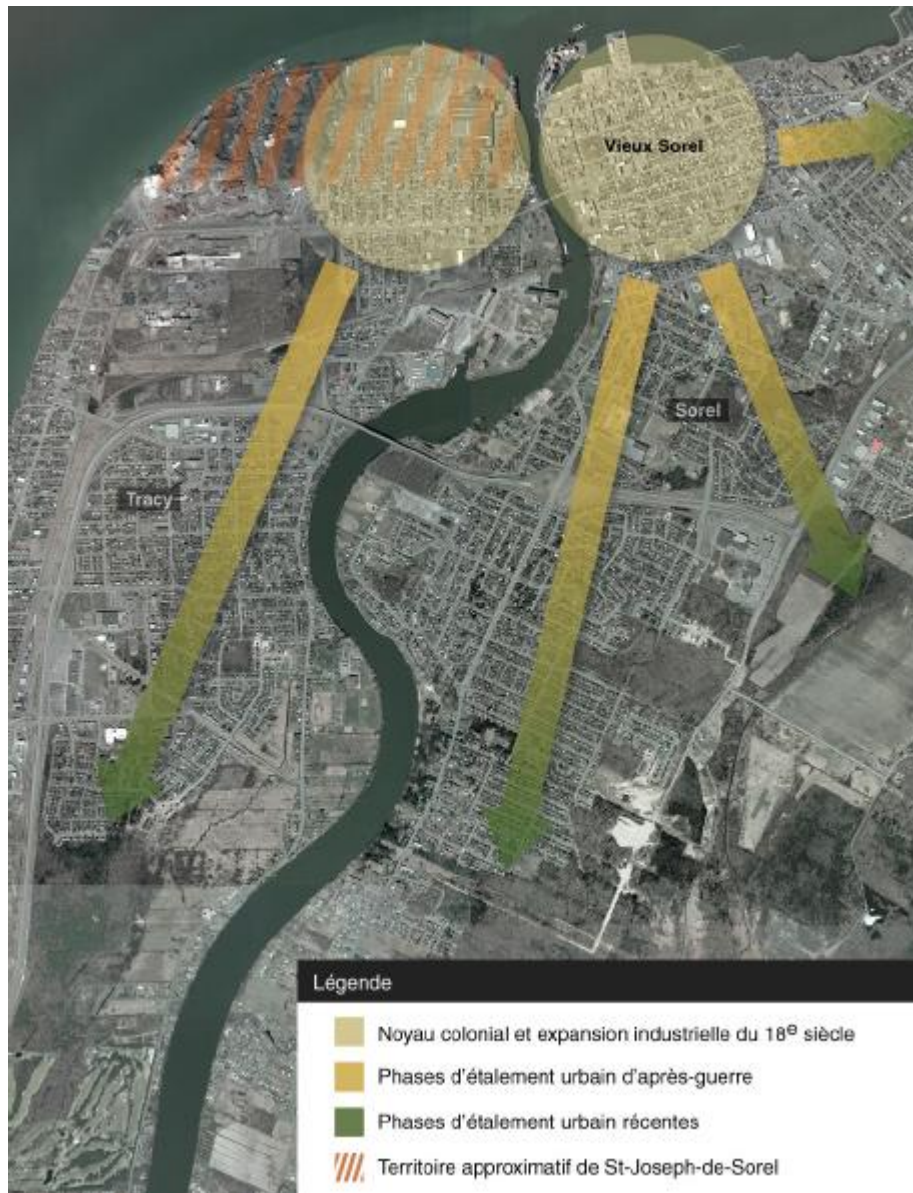 Vieux Sorel
Sorel
Tracy
Légende
Noyau colonial et expansion industrielle du 18e siècle
Phases d'étalement urbain d'après-guerre
Phases d'étalement urbain récentes
Territoire approximatif de St-Joseph-de-Sorel